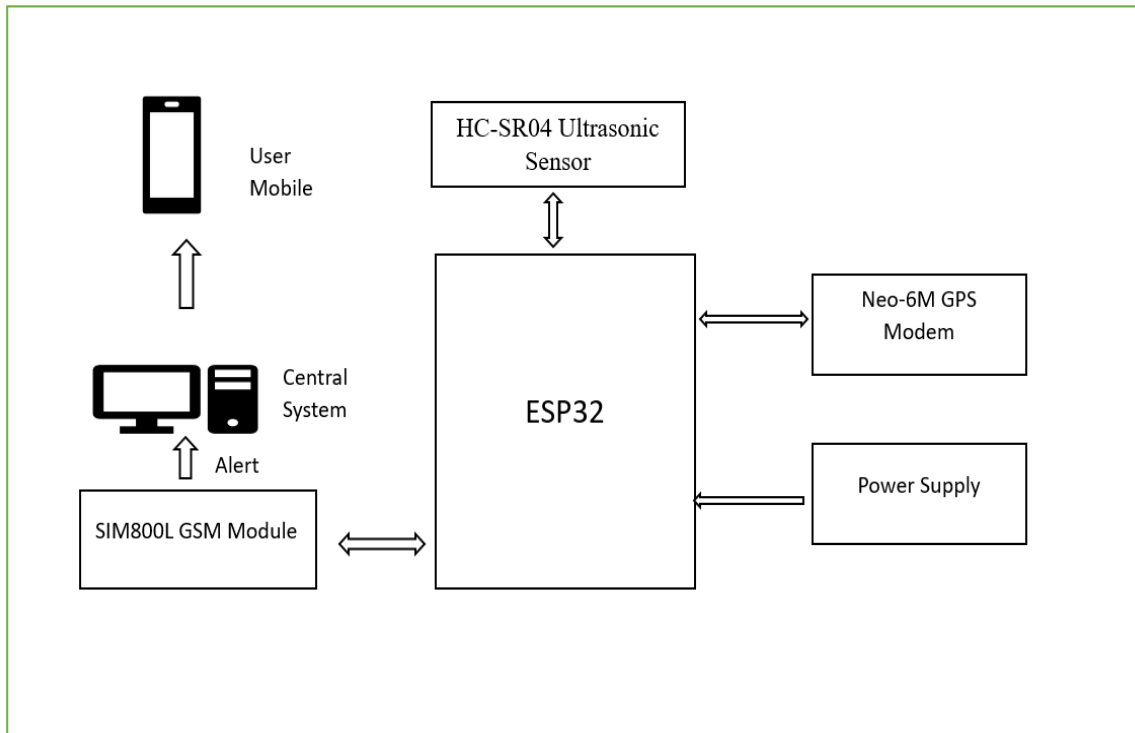 User
Mobile
HC-SR04 Ultrasonic
Sensor
Neo-6M GPS
Modem
Central
System
ESP32
Alert
Power Supply
SIM800L GSM Module